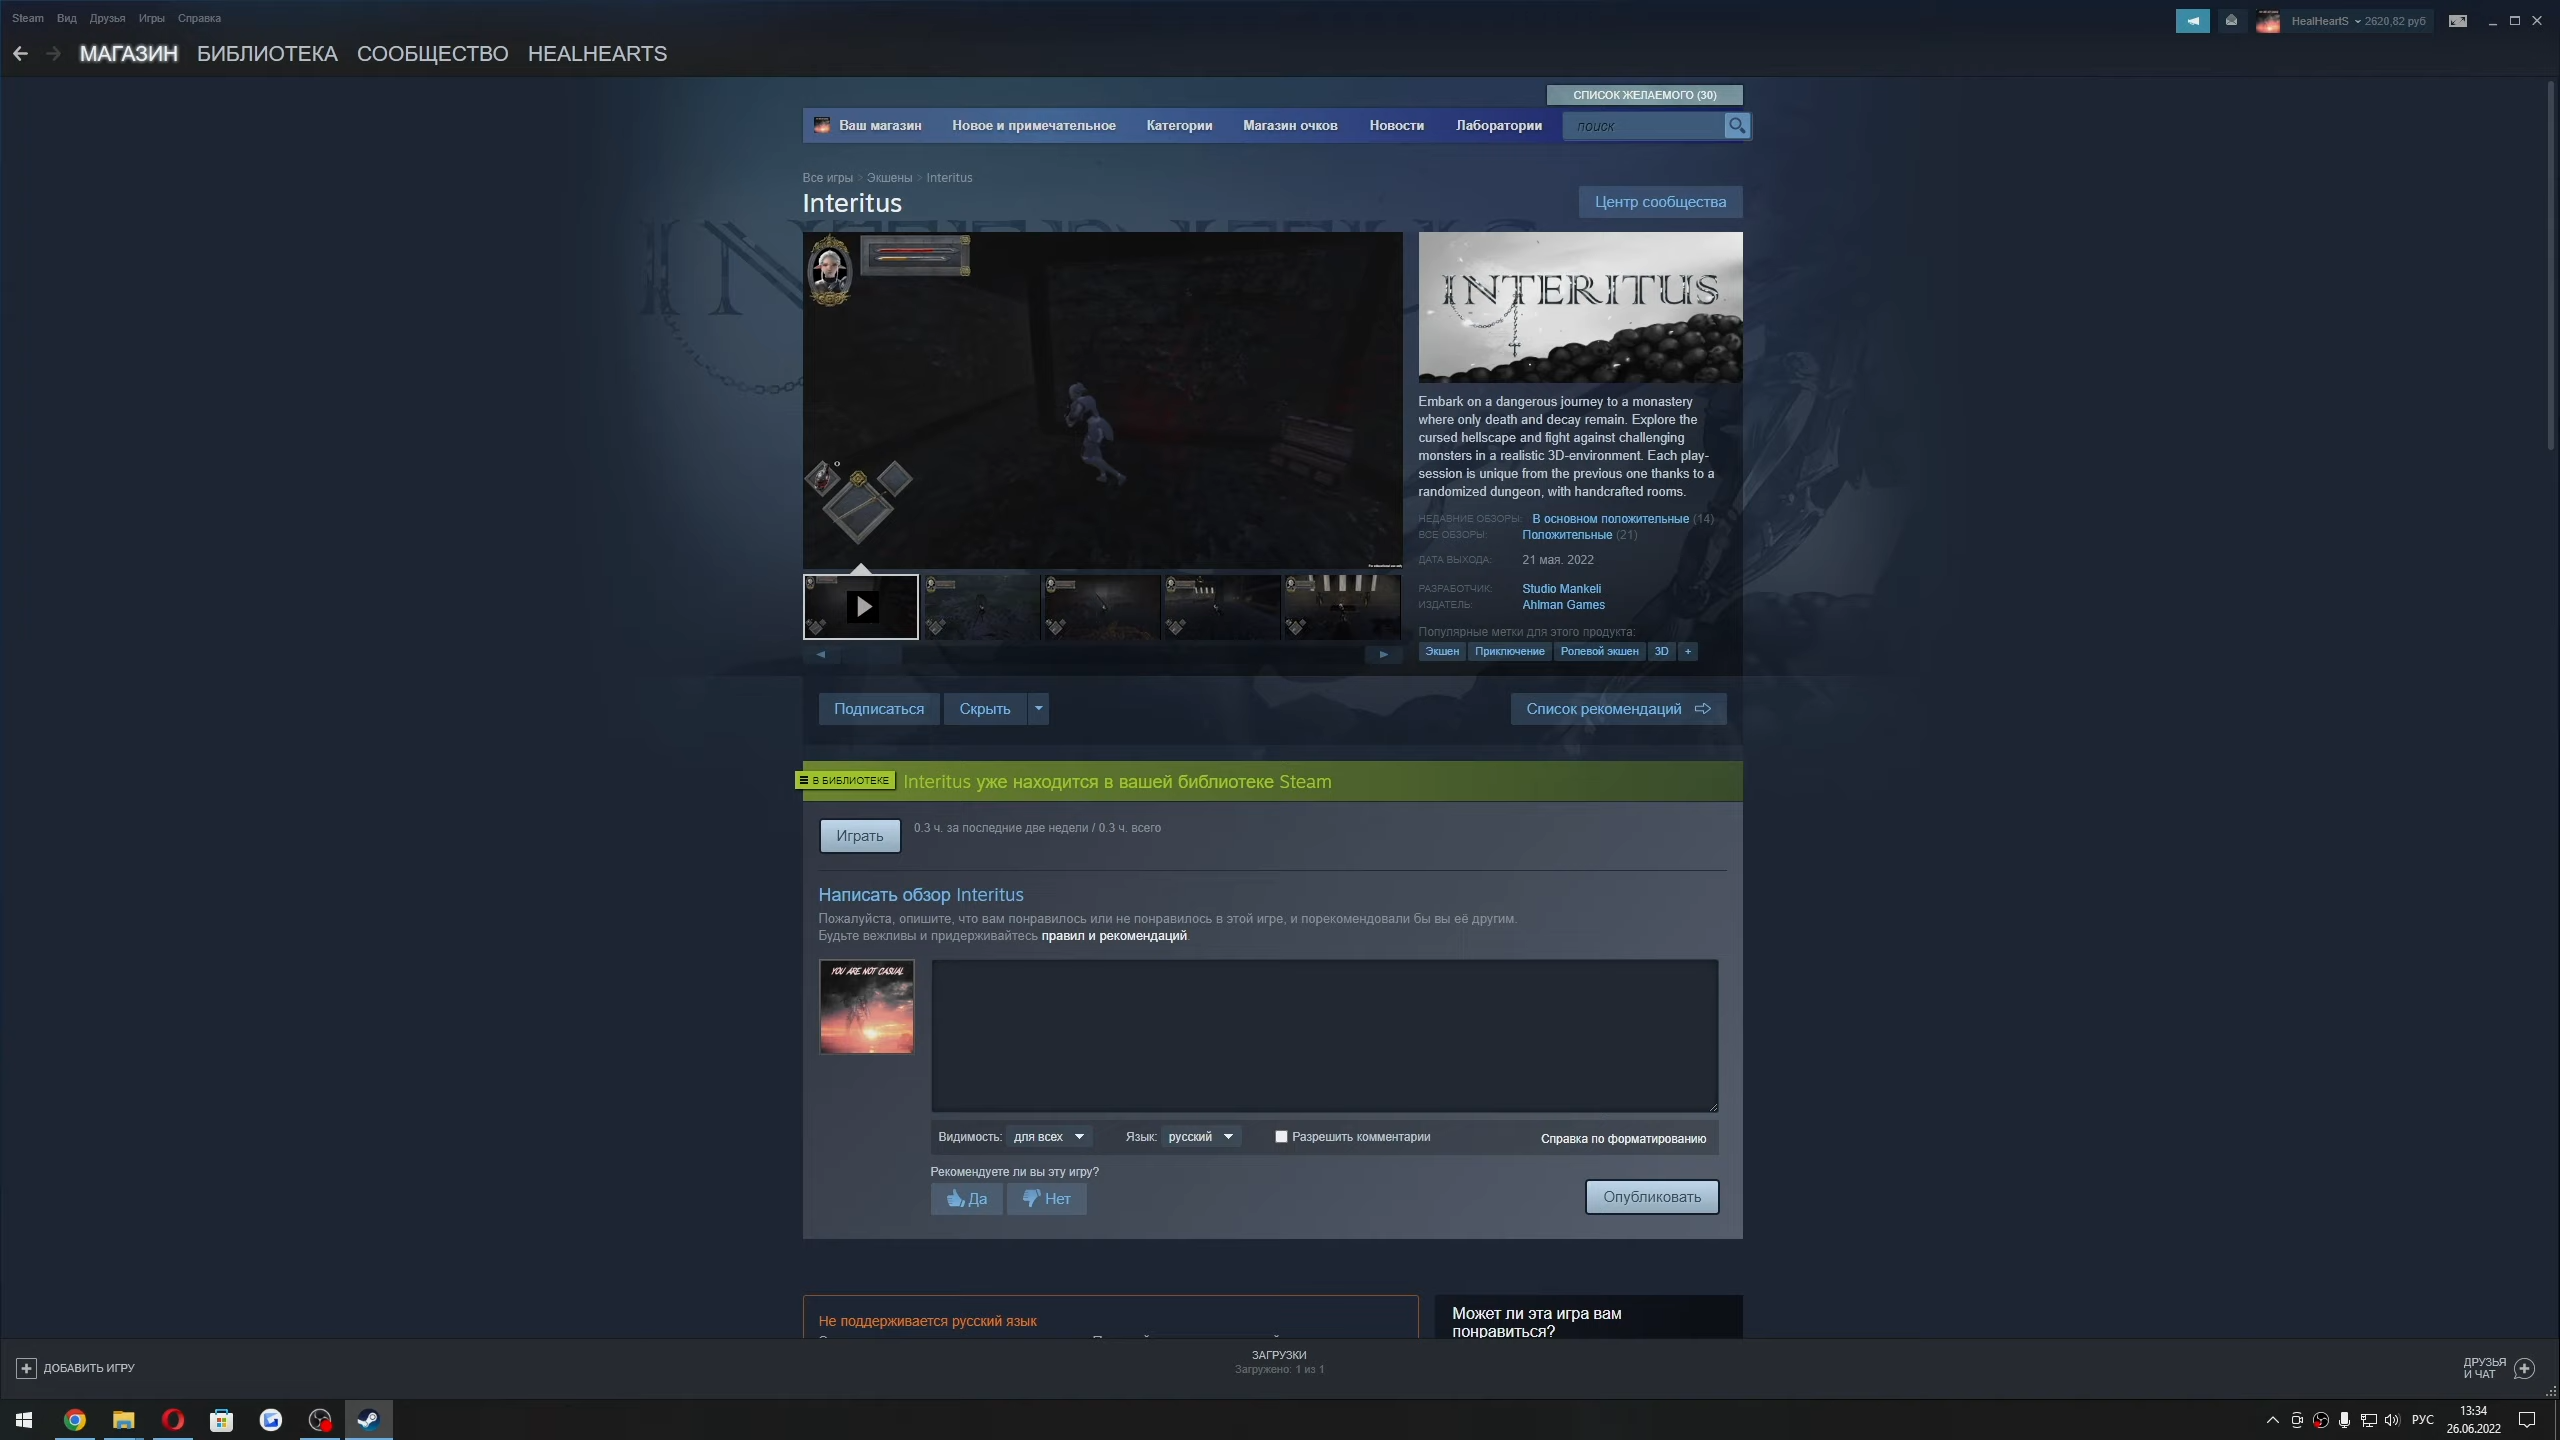 Steam Вид Друзья Игры Справка
HealHeartS 2620,82 руб
МАГАЗИН БИБЛИОТЕКА СООБЩЕСТВО HEALHEARTS
СПИСОК ЖЕЛАЕМОГО (30)
Ваш магазин Новое и примечательное Категории Магазин очков Новости Лаборатории поиск
Все игры > Экшены > Interitus
Interitus
Центр сообщества
INTERITUS
Embark on a dangerous journey to a monastery
where only death and decay remain. Explore the
cursed hellscape and fight against challenging
monsters in a realistic 3D-environment. Each play-
session is unique from the previous one thanks to a
randomized dungeon, with handcrafted rooms.
НЕДАВНИЕ ОБЗОРЫ: В основном положительные (14)
ВСЕ ОБЗОРЫ: Положительные (21)
ДАТА ВЫХОДА: 21 мая. 2022
РАЗРАБОТЧИК: Studio Mankeli
ИЗДАТЕЛЬ: Ahlman Games
Популярные метки для этого продукта:
Экшен Приключение Ролевой экшен 3D +
Подписаться Скрыть
Список рекомендаций
В БИБЛИОТЕКЕ Interitus уже находится в вашей библиотеке Steam
Играть 0.3 ч. за последние две недели / 0.3 ч. всего
Написать обзор Interitus
Пожалуйста, опишите, что вам понравилось или не понравилось в этой игре, и порекомендовали бы вы её другим.
Будьте вежливы и придерживайтесь правил и рекомендаций.
YOU ARE NOT CASUAL
Видимость: для всех Язык: русский Разрешить комментарии Справка по форматированию
Рекомендуете ли вы эту игру?
Да Нет
Опубликовать
Не поддерживается русский язык
Может ли эта игра вам
понравиться?
ДОБАВИТЬ ИГРУ
ЗАГРУЗКИ
Загружено: 1 из 1
ДРУЗЬЯ
И ЧАТ
РУС
13:34
26.06.2022